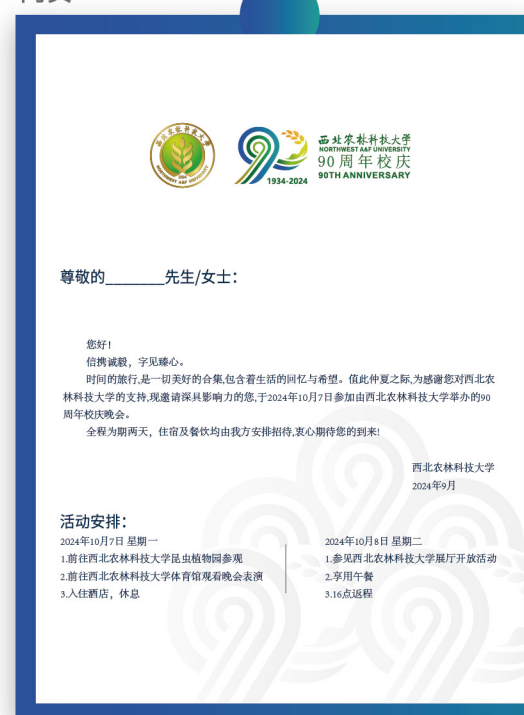 西北农林科技大学
NORTHWEST A&F UNIVERSITY
1934
西北农林科技大学
NORTHWEST A&F UNIVERSITY
90周年校庆
90TH ANNIVERSARY
1934-2024
尊敬的_______先生/女士：
您好！
信携诚毅，字见臻心。
时间的旅行,是一切美好的合集,包含着生活的回忆与希望。值此仲夏之际,为感谢您对西北农
林科技大学的支持,现邀请深具影响力的您,于2024年10月7日参加由西北农林科技大学举办的90
周年校庆晚会。
全程为期两天，住宿及餐饮均由我方安排招待,衷心期待您的到来!
西北农林科技大学
2024年9月
活动安排：
2024年10月7日 星期一
1.前往西北农林科技大学昆虫植物园参观
2.前往西北农林科技大学体育馆观看晚会表演
3.入住酒店，休息
2024年10月8日 星期二
1.参见西北农林科技大学展厅开放活动
2.享用午餐
3.16点返程